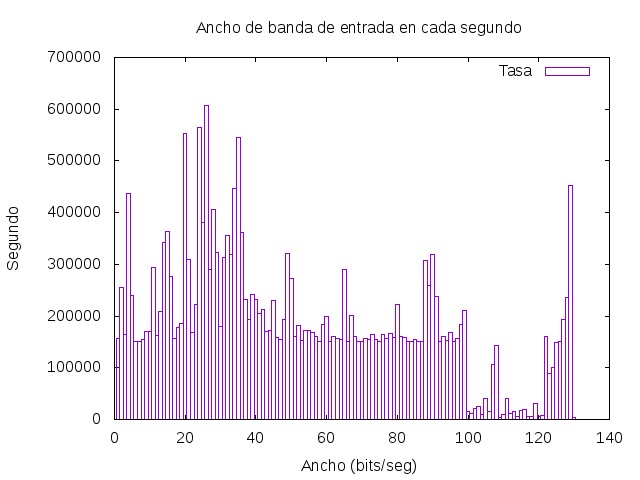 Ancho de banda de entrada en cada segundo
700000
600000
500000
400000
300000
200000
100000
0
Tasa
Segundo
0 20 40 60 80 100 120 140
Ancho (bits/seg)